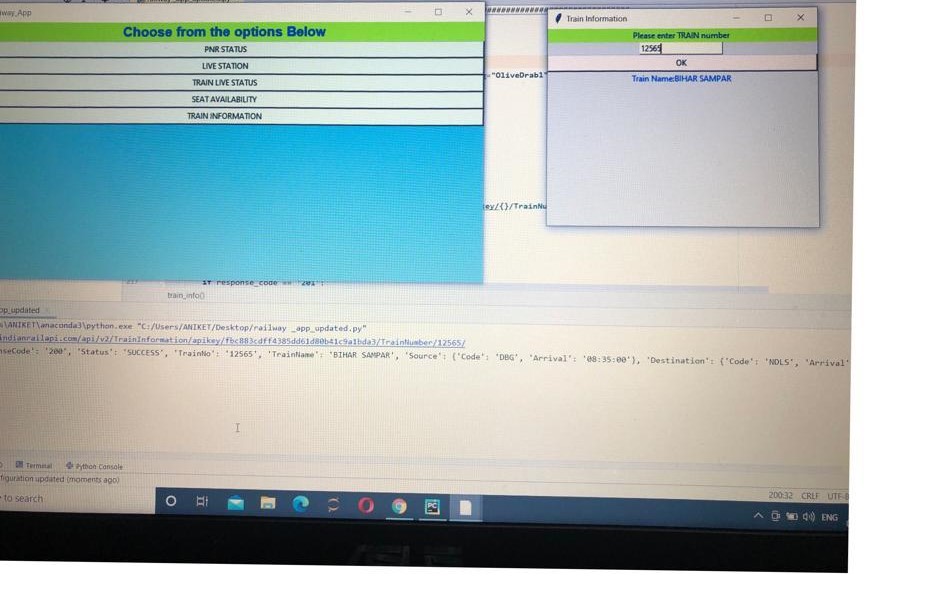 way_App
Choose from the options Below
PNR STATUS
LIVE STATION
TRAIN LIVE STATUS
SEAT AVAILABILITY
TRAIN INFORMATION
Train Information
Please enter TRAIN number
12565
OK
Train Name:BIHAR SAMPAR
="OliveDrab1"
ey/{}/TrainNu
if response_code == '201':
train_info()
pp_updated
s\ANIKET\anaconda3\python.exe "C:/Users/ANIKET/Desktop/railway _app_updated.py"
indianrailapi.com/api/v2/TrainInformation/apikey/fbc883cdff4385dd61d80b41c9a1bda3/TrainNumber/12565/
nseCode': '200', 'Status': 'SUCCESS', 'TrainNo': '12565', 'TrainName': 'BIHAR SAMPAR', 'Source': {'Code': 'DBG', 'Arrival': '08:35:00'}, 'Destination': {'Code': 'NDLS', 'Arrival'
Terminal Python Console
figuration updated (moments ago)
200:32 CRLF UTF-8
to search
PC
ENG